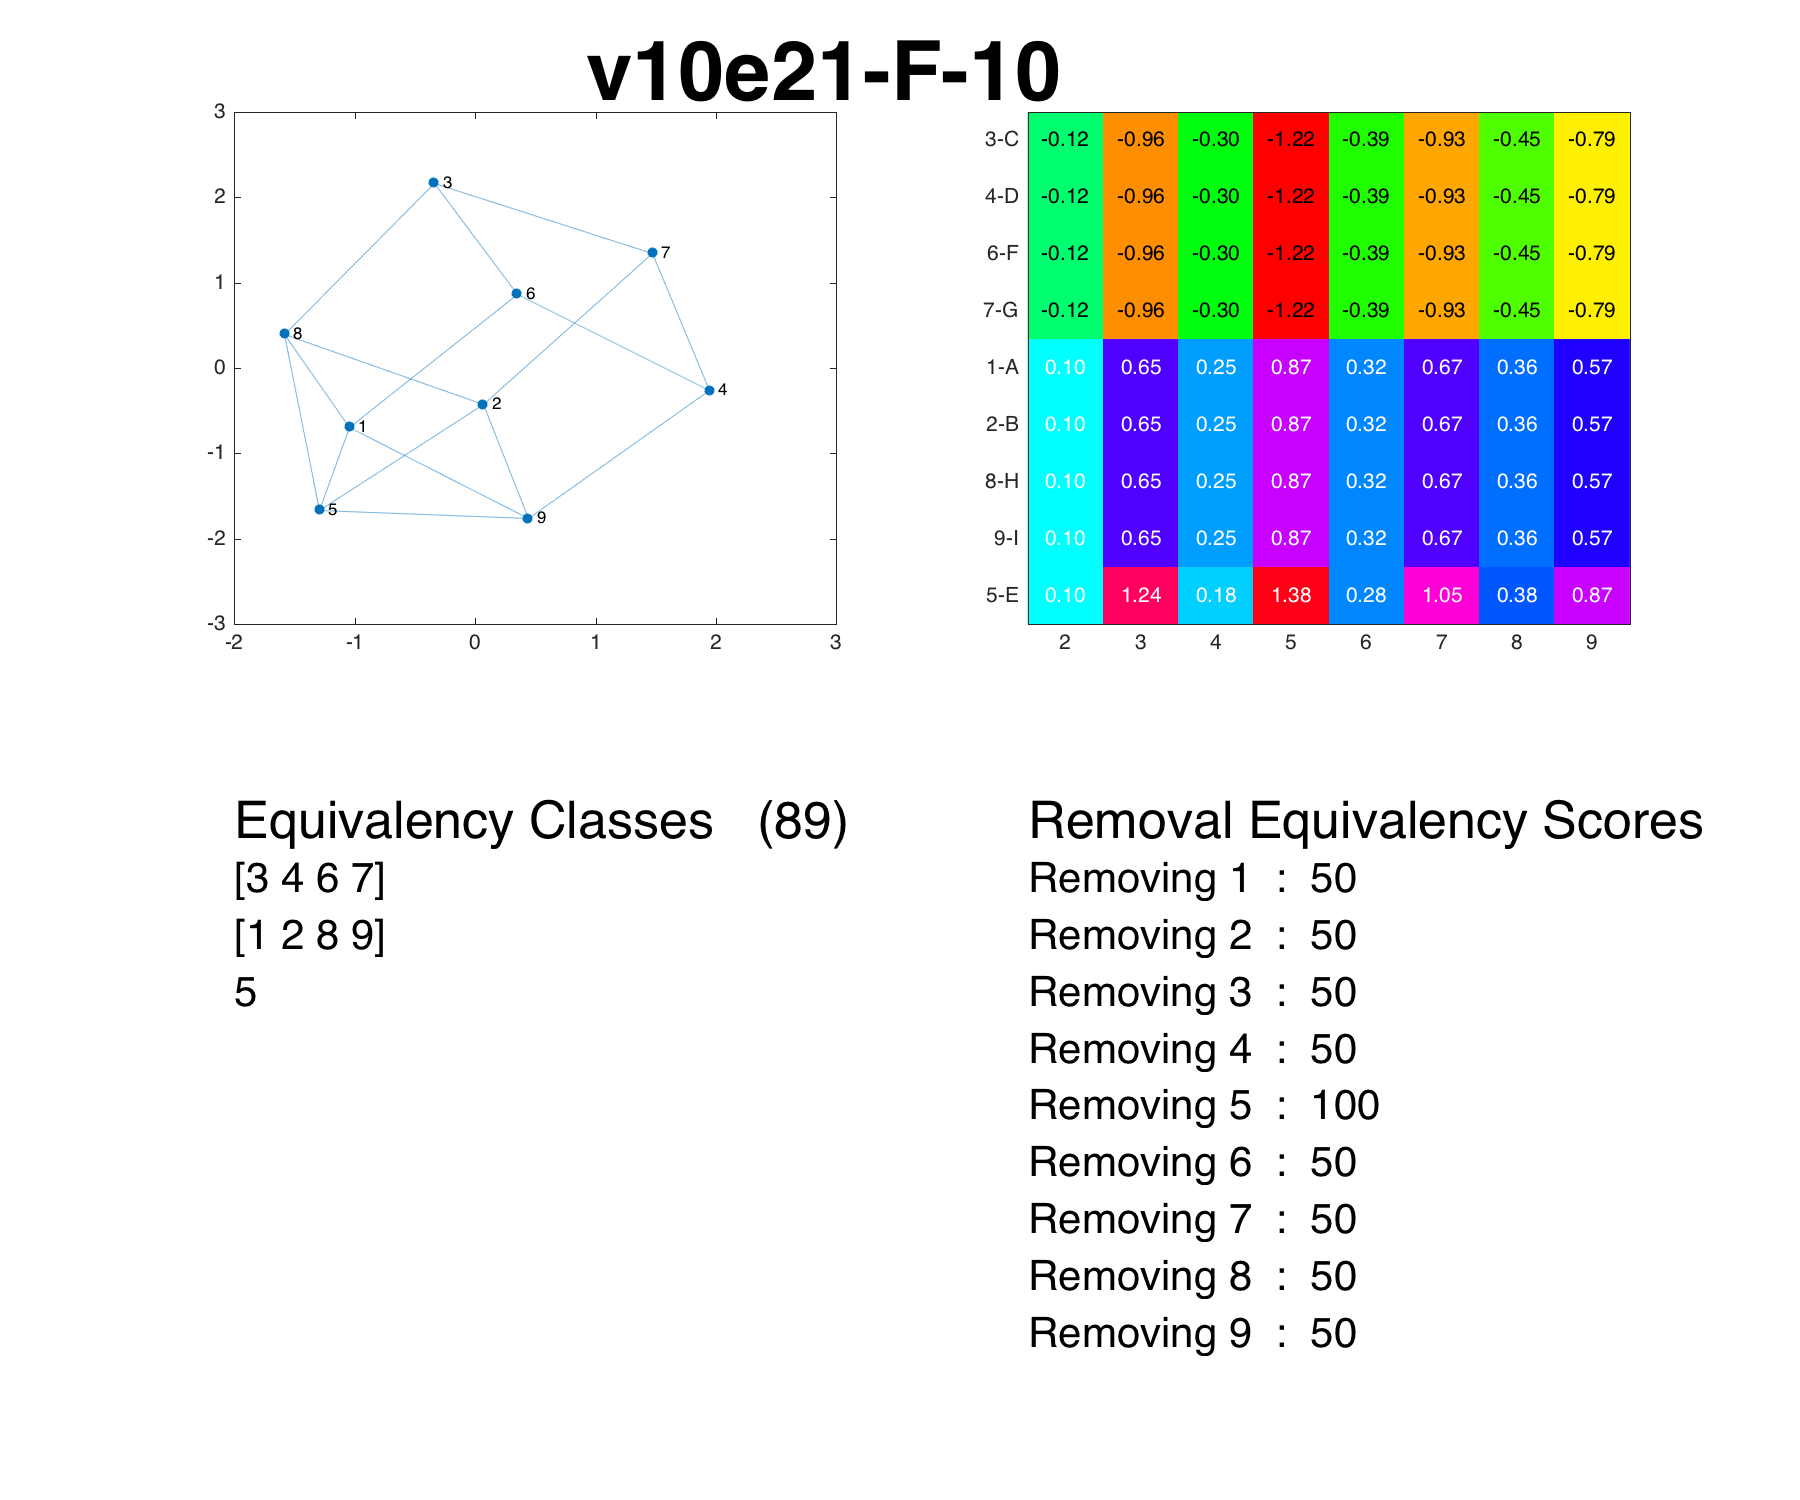 v10e21-F-10
3
2
1
0
-1
-2
-3
-2 -1 0 1 2 3
3
7
6
8
4
2
1
5
9
3-C -0.12 -0.96 -0.30 -1.22 -0.39 -0.93 -0.45 -0.79
4-D -0.12 -0.96 -0.30 -1.22 -0.39 -0.93 -0.45 -0.79
6-F -0.12 -0.96 -0.30 -1.22 -0.39 -0.93 -0.45 -0.79
7-G -0.12 -0.96 -0.30 -1.22 -0.39 -0.93 -0.45 -0.79
1-A 0.10 0.65 0.25 0.87 0.32 0.67 0.36 0.57
2-B 0.10 0.65 0.25 0.87 0.32 0.67 0.36 0.57
8-H 0.10 0.65 0.25 0.87 0.32 0.67 0.36 0.57
9-I 0.10 0.65 0.25 0.87 0.32 0.67 0.36 0.57
5-E 0.10 1.24 0.18 1.38 0.28 1.05 0.38 0.87
2 3 4 5 6 7 8 9
Equivalency Classes (89)
[3 4 6 7]
[1 2 8 9]
5
Removal Equivalency Scores
Removing 1 : 50
Removing 2 : 50
Removing 3 : 50
Removing 4 : 50
Removing 5 : 100
Removing 6 : 50
Removing 7 : 50
Removing 8 : 50
Removing 9 : 50